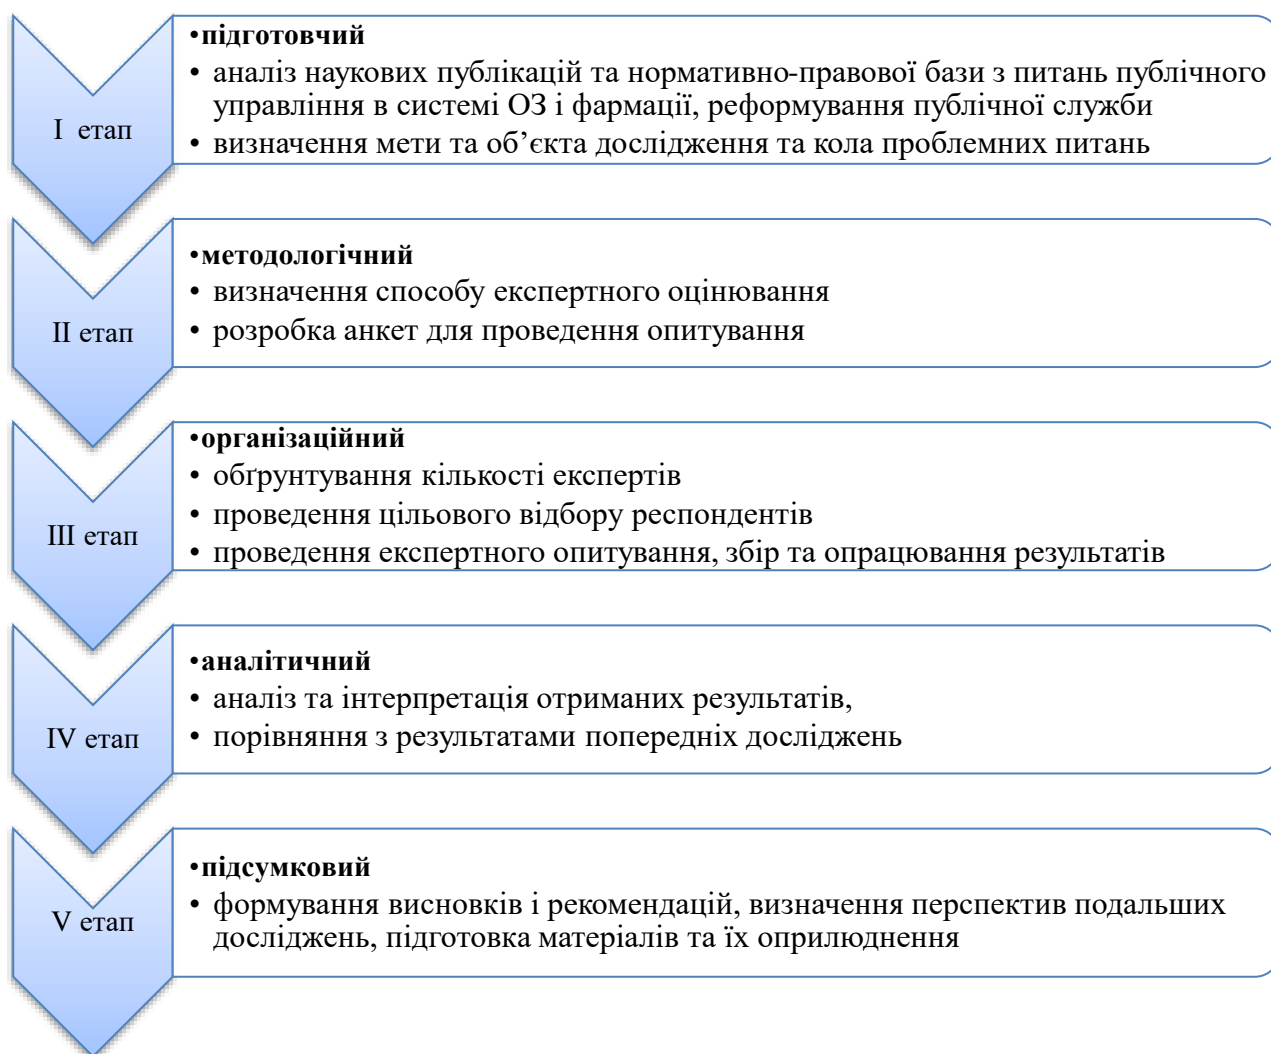 I етап
•підготовчий
• аналіз наукових публікацій та нормативно-правової бази з питань публічного
управління в системі ОЗ і фармації, реформування публічної служби
• визначення мети та об’єкта дослідження та кола проблемних питань
II етап
•методологічний
• визначення способу експертного оцінювання
• розробка анкет для проведення опитування
III етап
•організаційний
• обґрунтування кількості експертів
• проведення цільового відбору респондентів
• проведення експертного опитування, збір та опрацювання результатів
IV етап
•аналітичний
• аналіз та інтерпретація отриманих результатів,
• порівняння з результатами попередніх досліджень
V етап
•підсумковий
• формування висновків і рекомендацій, визначення перспектив подальших
досліджень, підготовка матеріалів та їх оприлюднення